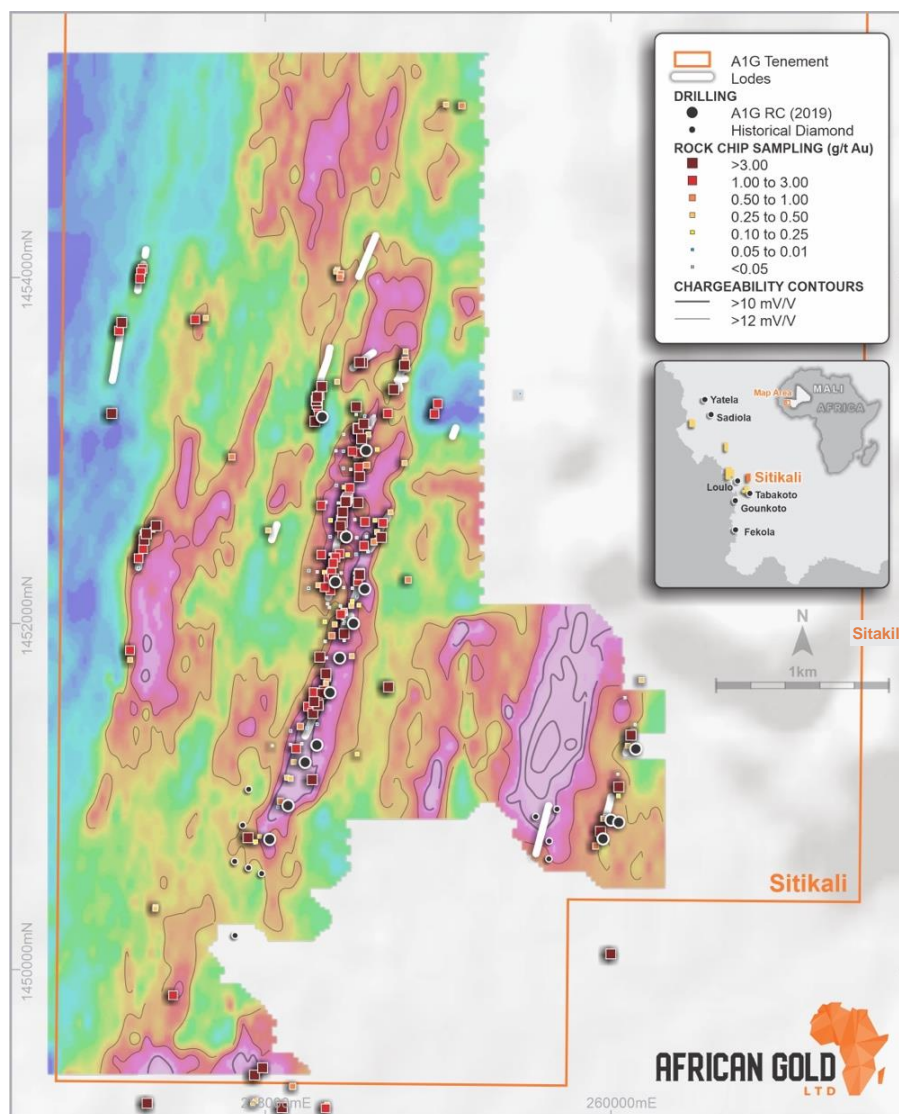 A1G Tenement
Lodes
DRILLING
A1G RC (2019)
Historical Diamond
ROCK CHIP SAMPLING (g/t Au)
>3.00
1.00 to 3.00
0.50 to 1.00
0.25 to 0.50
0.10 to 0.25
0.05 to 0.01
<0.05
CHARGEABILITY CONTOURS
>10 mV/V
>12 mV/V
Map Area
MALI
AFRICA
Yatela
Sadiola
Sitikali
Loulo
Tabakoto
Gounkoto
Fekola
1454000mN
1452000mN
1450000mN
N
1km
Sitakil
Sitikali
260000mE
AFRICAN GOLD
LTD